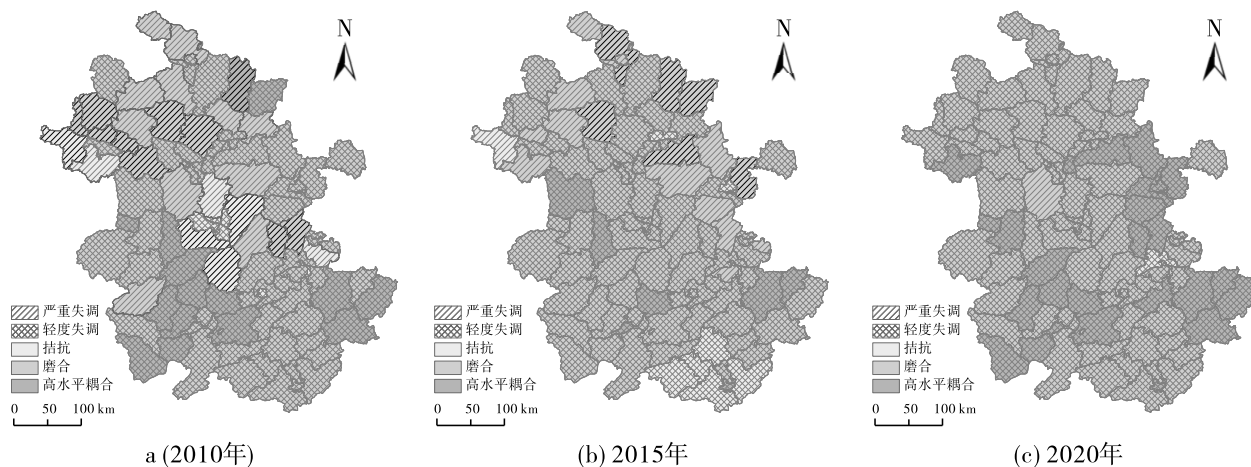 N
严重失调
轻度失调
拮抗
磨合
高水平耦合
0 50 100 km
a (2010年)
N
严重失调
轻度失调
拮抗
磨合
高水平耦合
0 50 100 km
(b) 2015年
N
严重失调
轻度失调
拮抗
磨合
高水平耦合
0 50 100 km
(c) 2020年